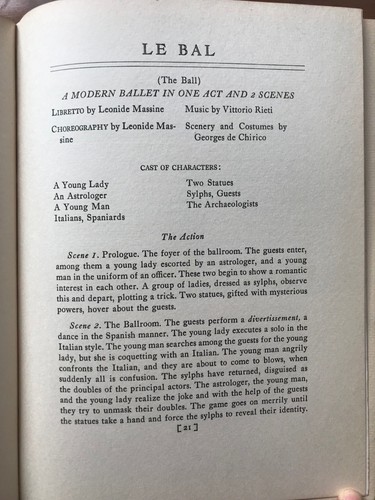 LE BAL
(The Ball)
A MODERN BALLET IN ONE ACT AND 2 SCENES
LIBRETTO by Leonide Massine
Music by Vittorio Rieti
CHOREOGRAPHY by Leonide Mas-
sine
Scenery and Costumes by
Georges de Chirico
CAST OF CHARACTERS:
A Young Lady
An Astrologer
A Young Man
Italians, Spaniards
Two Statues
Sylphs, Guests
The Archaeologists
The Action
Scene 1. Prologue. The foyer of the ballroom. The guests enter,
among them a young lady escorted by an astrologer, and a young
man in the uniform of an officer. These two begin to show a romantic
interest in each other. A group of ladies, dressed as sylphs, observe
this and depart, plotting a trick. Two statues, gifted with mysterious
powers, hover about the guests.
Scene 2. The Ballroom. The guests perform a divertissement, a
dance in the Spanish manner. The young lady executes a solo in the
Italian style. The young man searches among the guests for the young
lady, but she is coquetting with an Italian. The young man angrily
confronts the Italian, and they are about to come to blows, when
suddenly all is confusion. The sylphs have returned, disguised as
the doubles of the principal actors. The astrologer, the young man,
and the young lady realize the joke and with the help of the guests
they try to unmask their doubles. The game goes on merrily until
the statues take a hand and force the sylphs to reveal their identity.
[ 21 ]